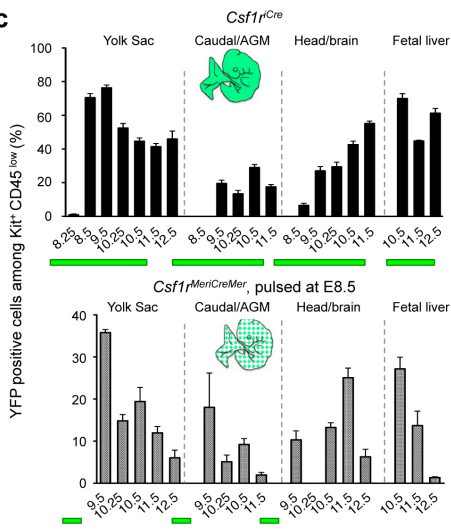 c
Csf1r^iCre
Yolk Sac Caudal/AGM Head/brain Fetal liver
YFP positive cells among Kit⁺ CD45 ^low (%)
100
80
60
40
20
0
8.25 8.5 9.5 10.25 10.5 11.5 12.5 8.5 9.5 10.25 10.5 11.5 8.5 9.5 10.25 10.5 11.5 10.5 11.5 12.5
Csf1r^MeriCreMer, pulsed at E8.5
Yolk Sac Caudal/AGM Head/brain Fetal liver
40
30
20
10
0
9.5 10.25 10.5 11.5 12.5 9.5 10.25 10.5 11.5 9.5 10.25 10.5 11.5 12.5 10.5 11.5 12.5